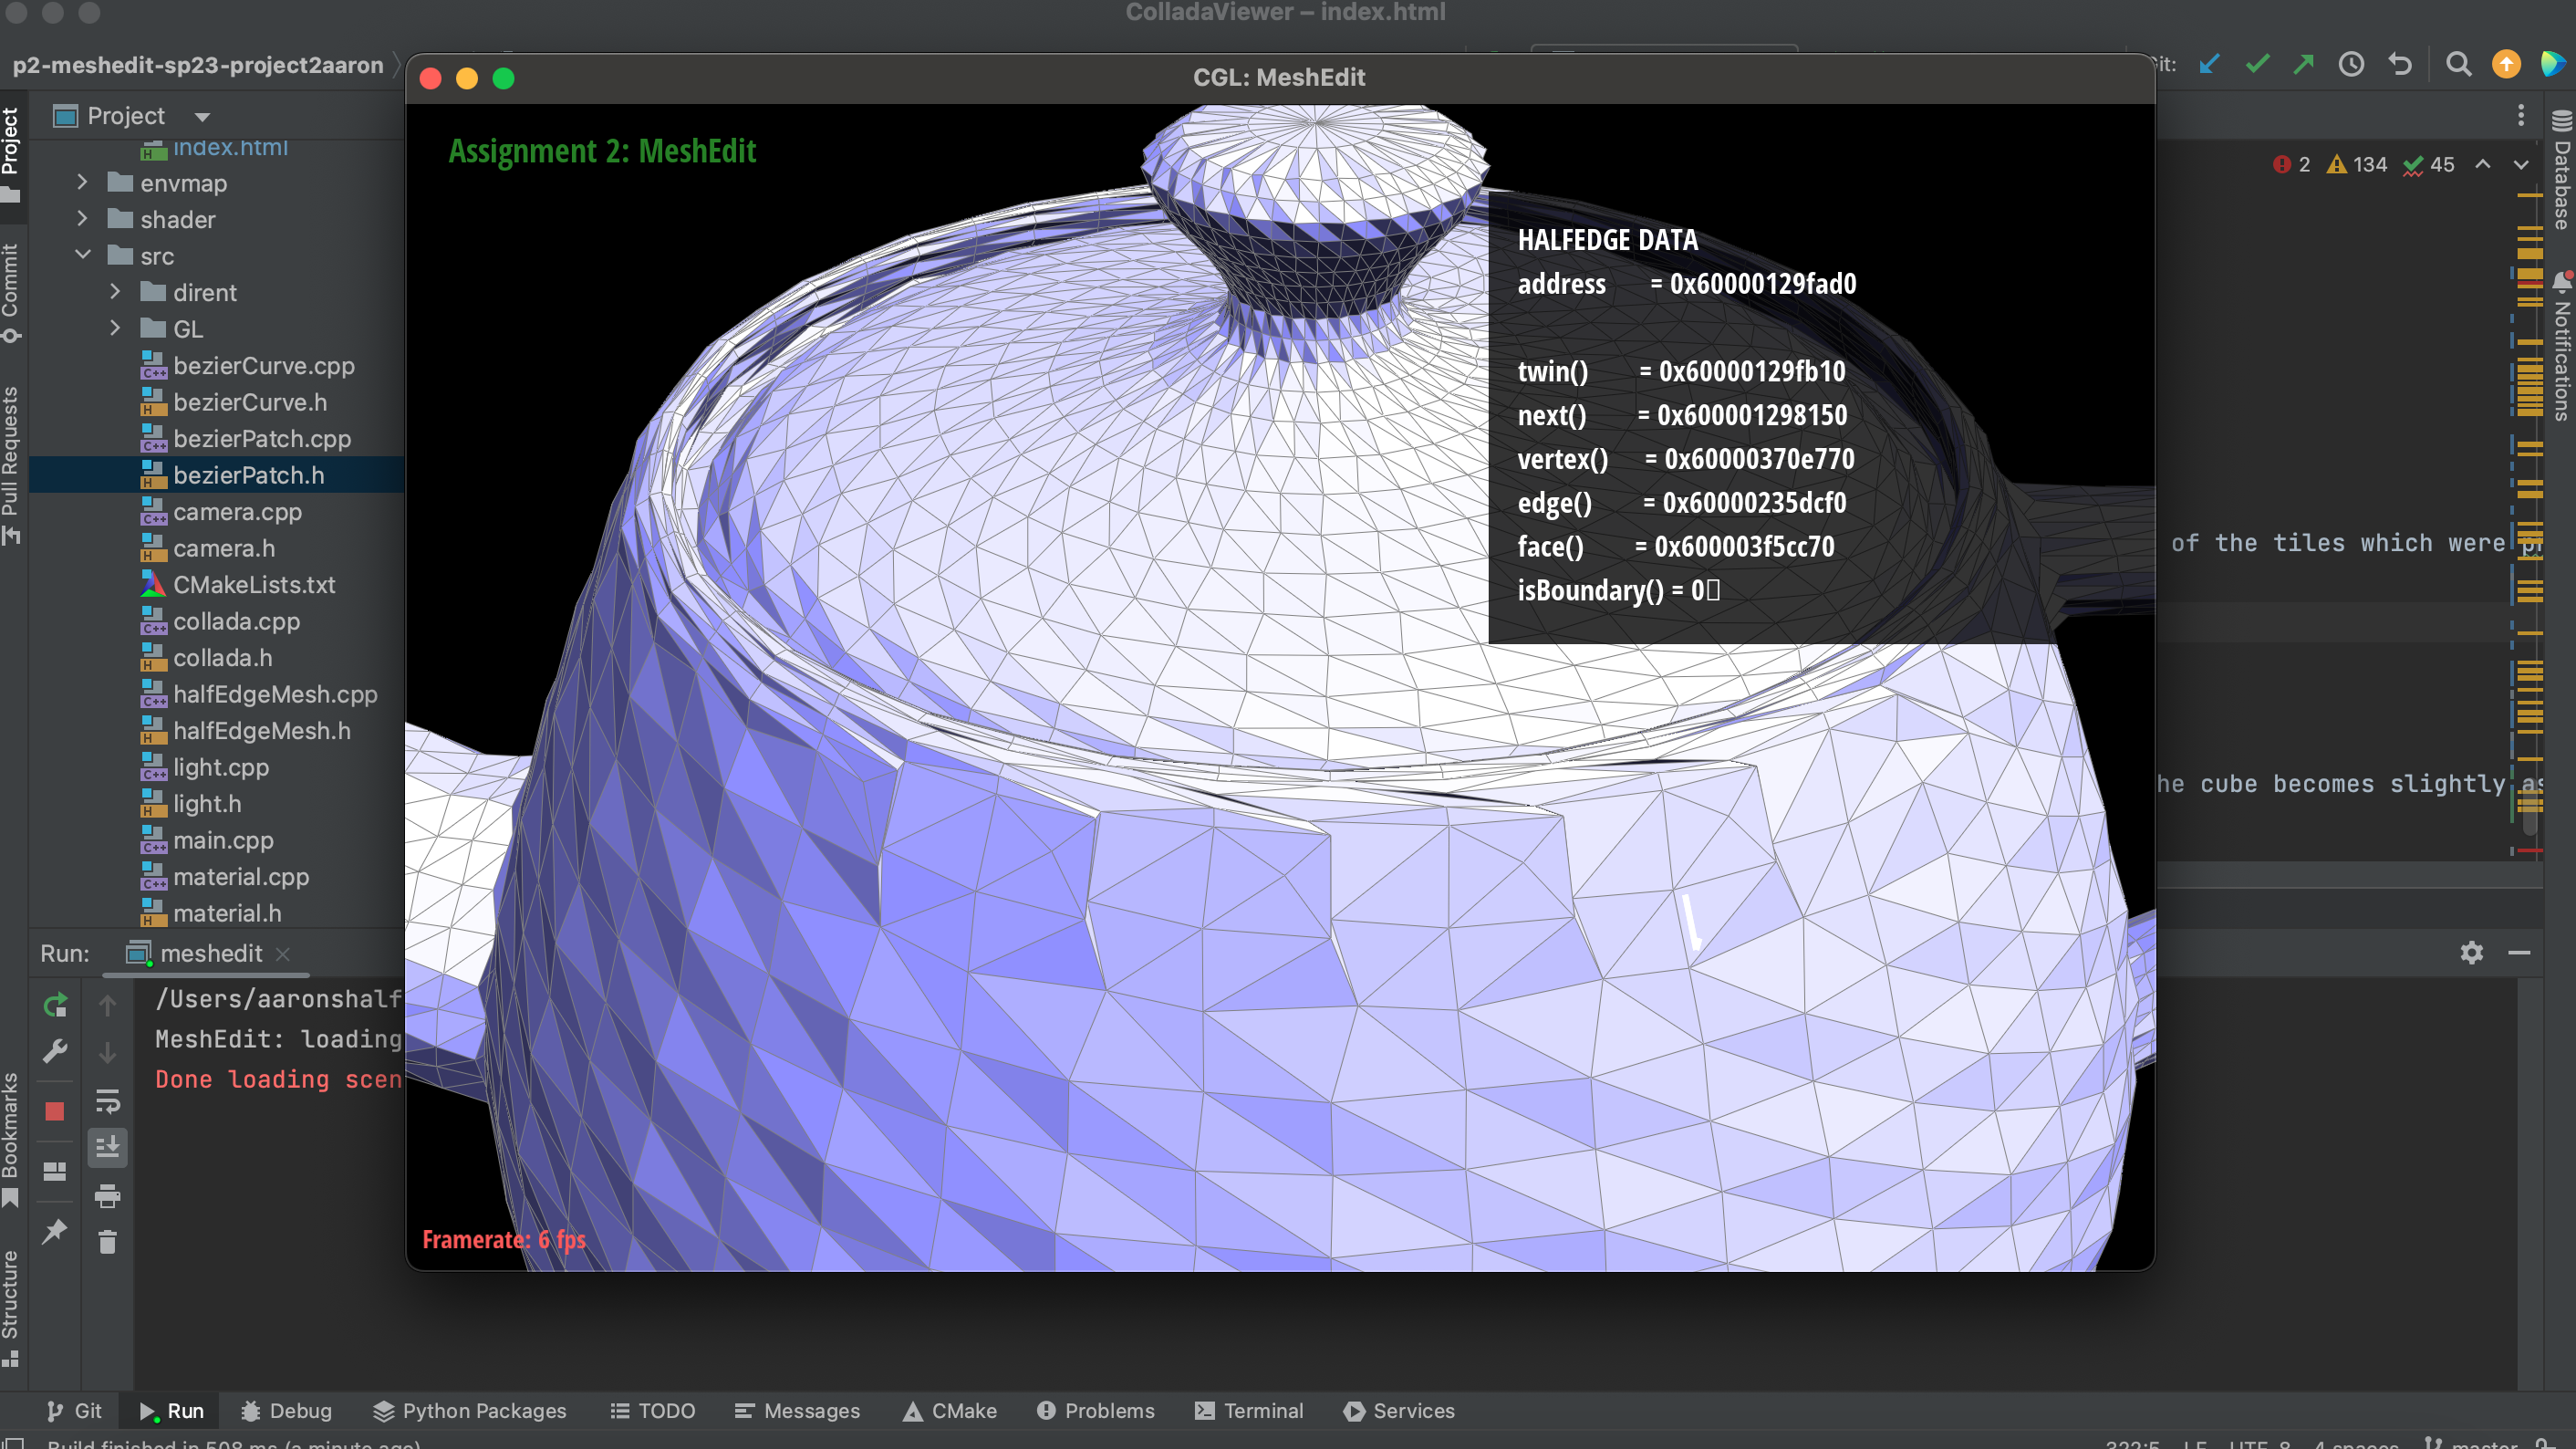 ColladaViewer – index.html
p2-meshedit-sp23-project2aaron
Git:
CGL: MeshEdit
Project
Project
index.html
envmap
shader
src
dirent
GL
bezierCurve.cpp
bezierCurve.h
bezierPatch.cpp
bezierPatch.h
camera.cpp
camera.h
CMakeLists.txt
collada.cpp
collada.h
halfEdgeMesh.cpp
halfEdgeMesh.h
light.cpp
light.h
main.cpp
material.cpp
material.h
Commit
Pull Requests
Bookmarks
Structure
Assignment 2: MeshEdit
HALFEDGE DATA
address = 0x60000129fad0
twin() = 0x60000129fb10
next() = 0x600001298150
vertex() = 0x60000370e770
edge() = 0x60000235dcf0
face() = 0x600003f5cc70
isBoundary() = 0
Framerate: 6 fps
2 134 45
Database
Notifications
of the tiles which were
he cube becomes slightly as
Run: meshedit
/Users/aaronshalf
MeshEdit: loading
Done loading scen
Git Run Debug Python Packages TODO Messages CMake Problems Terminal Services
Build finished in 508 ms (a minute ago)
322:5 LF UTF-8 4 spaces master